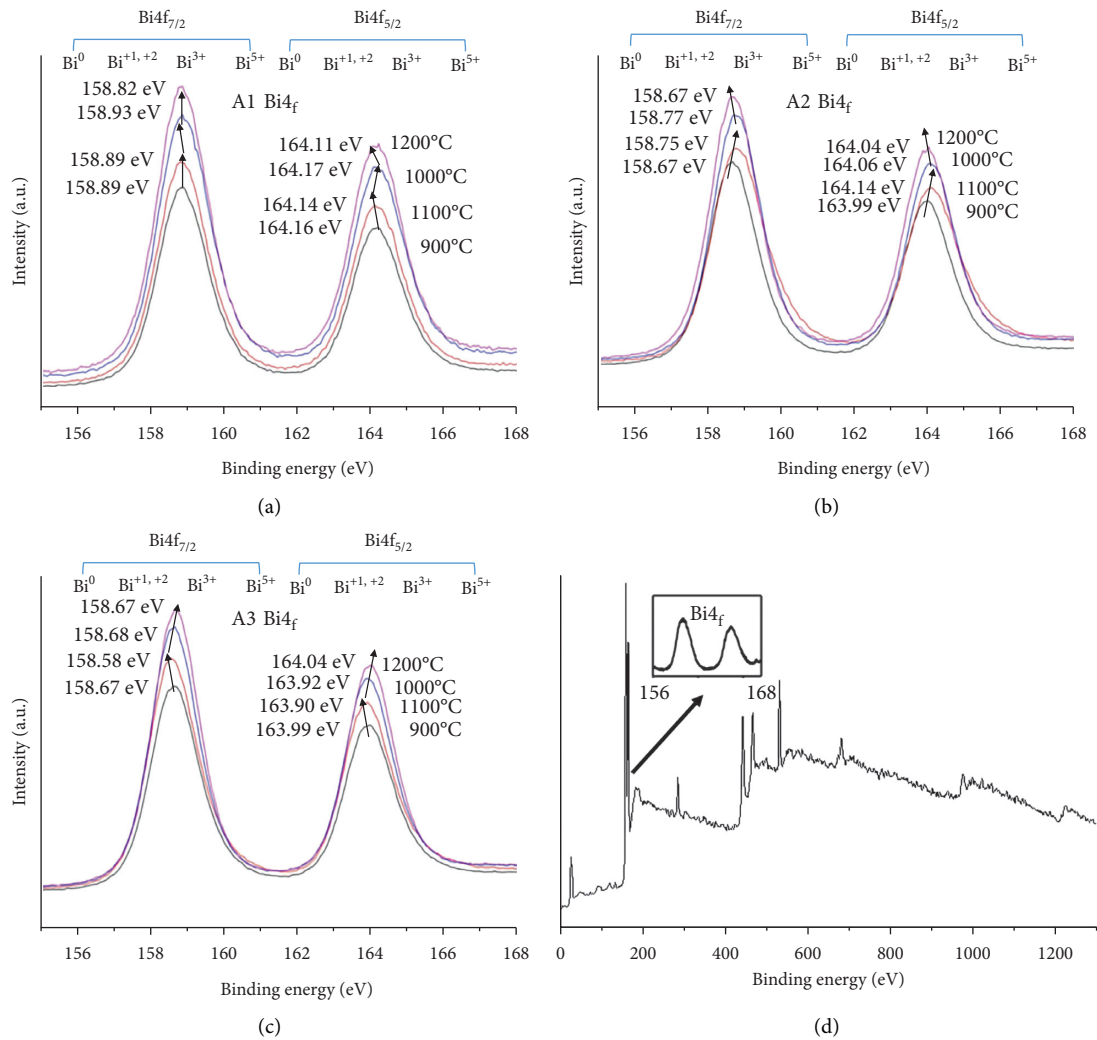 Bi4f7/2 Bi4f5/2
Bi0 Bi+1, +2 Bi3+ Bi5+ Bi0 Bi+1, +2 Bi3+ Bi5+
A1 Bi4f
158.82 eV
158.93 eV
158.89 eV
158.89 eV
164.11 eV 1200°C
164.17 eV 1000°C
164.14 eV 1100°C
164.16 eV 900°C
Intensity (a.u.)
156 158 160 162 164 166 168
Binding energy (eV)
(a)
Bi4f7/2 Bi4f5/2
Bi0 Bi+1, +2 Bi3+ Bi5+ Bi0 Bi+1, +2 Bi3+ Bi5+
A2 Bi4f
158.67 eV
158.77 eV
158.75 eV
158.67 eV
164.04 eV 1200°C
164.06 eV 1000°C
164.14 eV 1100°C
163.99 eV 900°C
Intensity (a.u.)
156 158 160 162 164 166 168
Binding energy (eV)
(b)
Bi4f7/2 Bi4f5/2
Bi0 Bi+1, +2 Bi3+ Bi5+ Bi0 Bi+1, +2 Bi3+ Bi5+
A3 Bi4f
158.67 eV
158.68 eV
158.58 eV
158.67 eV
164.04 eV 1200°C
163.92 eV 1000°C
163.90 eV 1100°C
163.99 eV 900°C
Intensity (a.u.)
156 158 160 162 164 166 168
Binding energy (eV)
(c)
Bi4f
156 168
Intensity (a.u.)
0 200 400 600 800 1000 1200
Binding energy (eV)
(d)